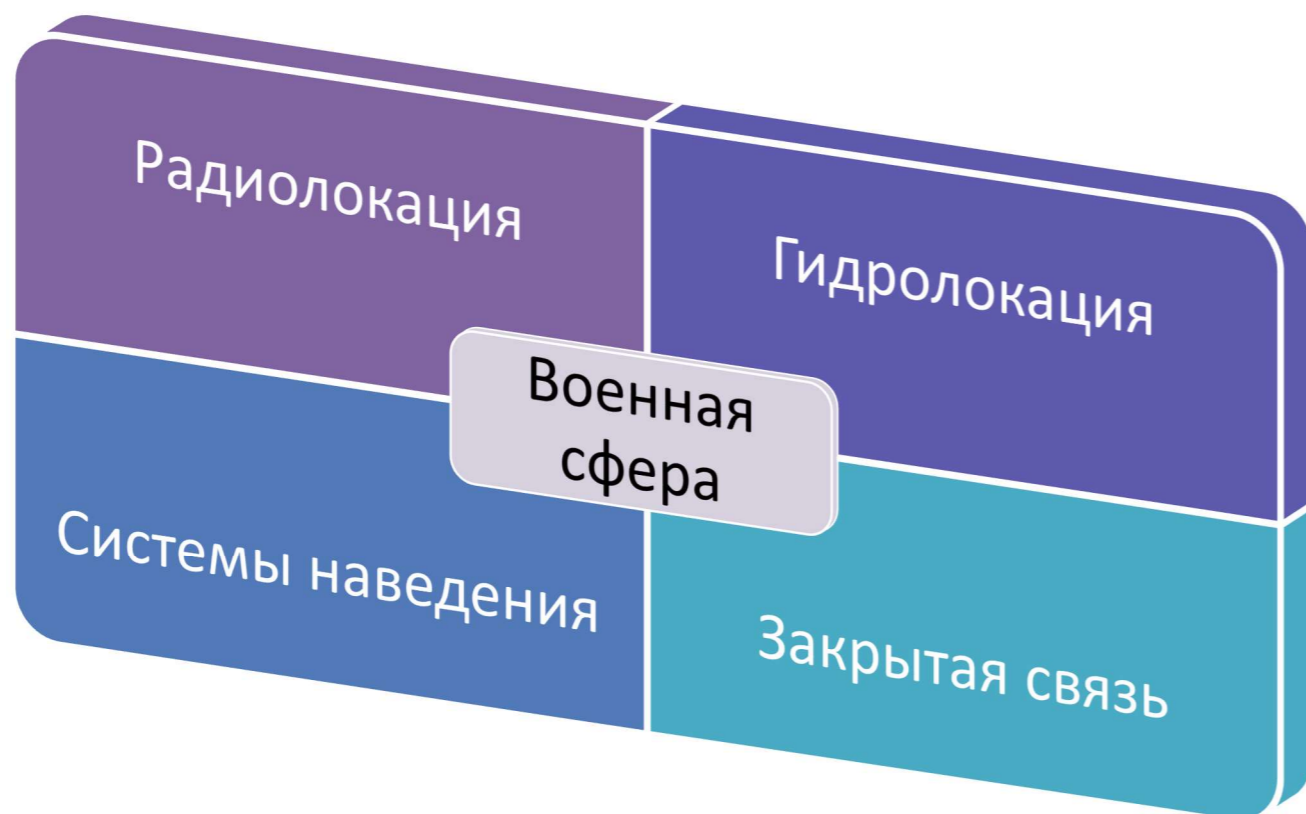 Радиолокация
Гидролокация
Военная
сфера
Системы наведения
Закрытая связь